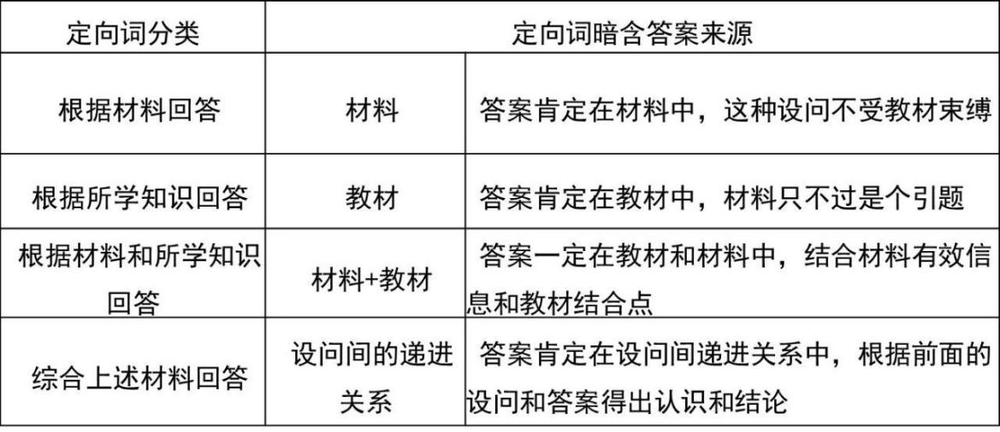 定向词分类
定向词暗含答案来源
根据材料回答
材料
答案肯定在材料中，这种设问不受教材束缚
根据所学知识回答
教材
答案肯定在教材中，材料只不过是个引题
根据材料和所学知识
回答
材料+教材
答案一定在教材和材料中，结合材料有效信
息和教材结合点
综合上述材料回答
设问间的递进
关系
答案肯定在设问间递进关系中，根据前面的
设问和答案得出认识和结论